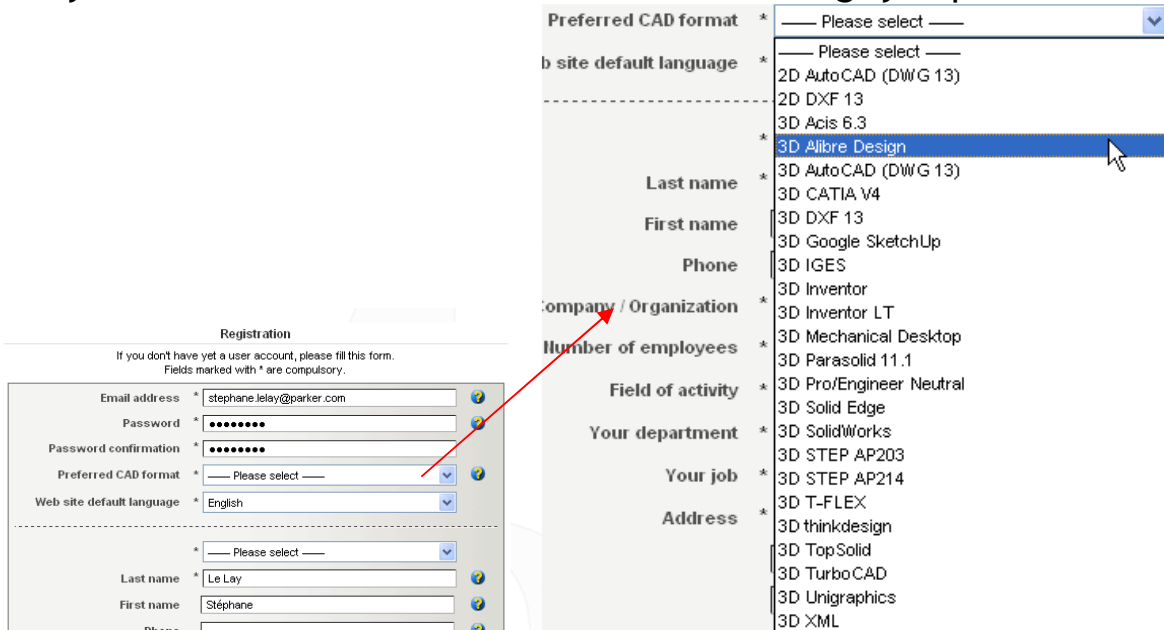 Registration
If you don't have yet a user account, please fill this form.
Fields marked with * are compulsory.
Email address * stephane.lelay@parker.com
Password * ••••••••
Password confirmation * ••••••••
Preferred CAD format * —— Please select ——
Web site default language * English
* —— Please select ——
Last name * Le Lay
First name Stéphane
Phone
Preferred CAD format * —— Please select ——
b site default language *
*
Last name *
First name
Phone
Company / Organization *
Number of employees *
Field of activity *
Your department *
Your job *
Address *
—— Please select ——
2D AutoCAD (DWG 13)
2D DXF 13
3D Acis 6.3
3D Alibre Design
3D AutoCAD (DWG 13)
3D CATIA V4
3D DXF 13
3D Google SketchUp
3D IGES
3D Inventor
3D Inventor LT
3D Mechanical Desktop
3D Parasolid 11.1
3D Pro/Engineer Neutral
3D Solid Edge
3D SolidWorks
3D STEP AP203
3D STEP AP214
3D T-FLEX
3D thinkdesign
3D TopSolid
3D TurboCAD
3D Unigraphics
3D XML